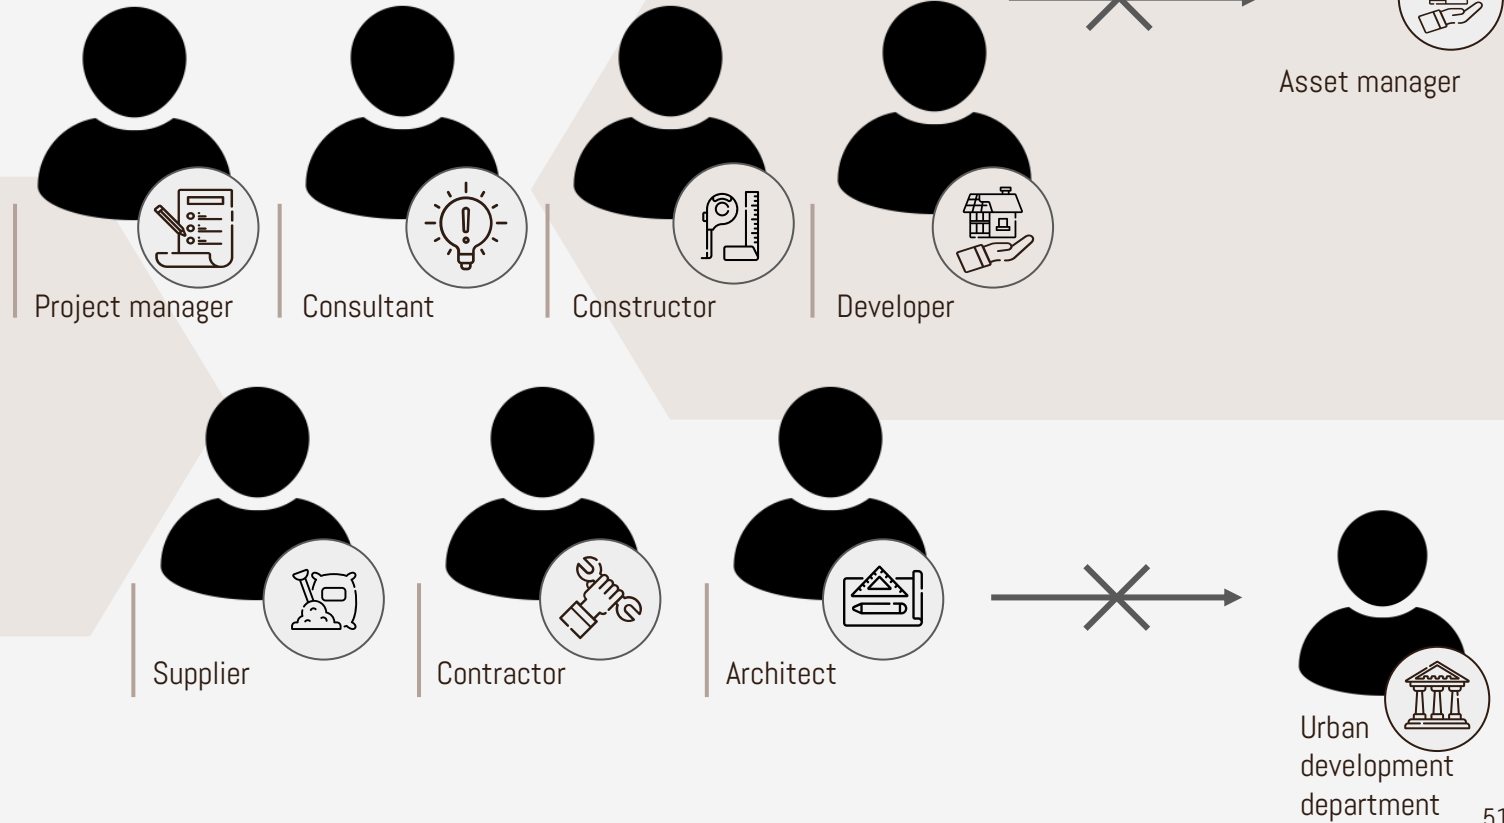 Asset manager
Project manager
Consultant
Constructor
Developer
Supplier
Contractor
Architect
Urban
development
department
51